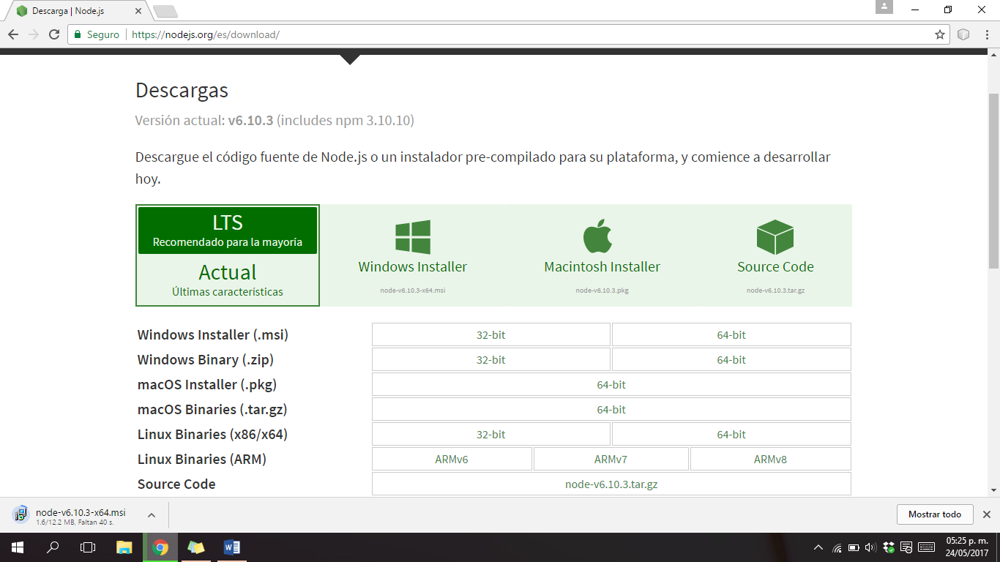 Descarga | Node.js
Seguro
https://nodejs.org/es/download/
Descargas
Versión actual: v6.10.3 (includes npm 3.10.10)
Descargue el código fuente de Node.js o un instalador pre-compilado para su plataforma, y comience a desarrollar
hoy.
LTS
Recomendado para la mayoría
Actual
Últimas características
Windows Installer
node-v6.10.3-x64.msi
Macintosh Installer
node-v6.10.3.pkg
Source Code
node-v6.10.3.tar.gz
Windows Installer (.msi) 32-bit 64-bit
Windows Binary (.zip) 32-bit 64-bit
macOS Installer (.pkg) 64-bit
macOS Binaries (.tar.gz) 64-bit
Linux Binaries (x86/x64) 32-bit 64-bit
Linux Binaries (ARM) ARMv6 ARMv7 ARMv8
Source Code node-v6.10.3.tar.gz
node-v6.10.3-x64.msi
1.6/12.2 MB, Faltan 40 s.
Mostrar todo
05:25 p. m.
24/05/2017